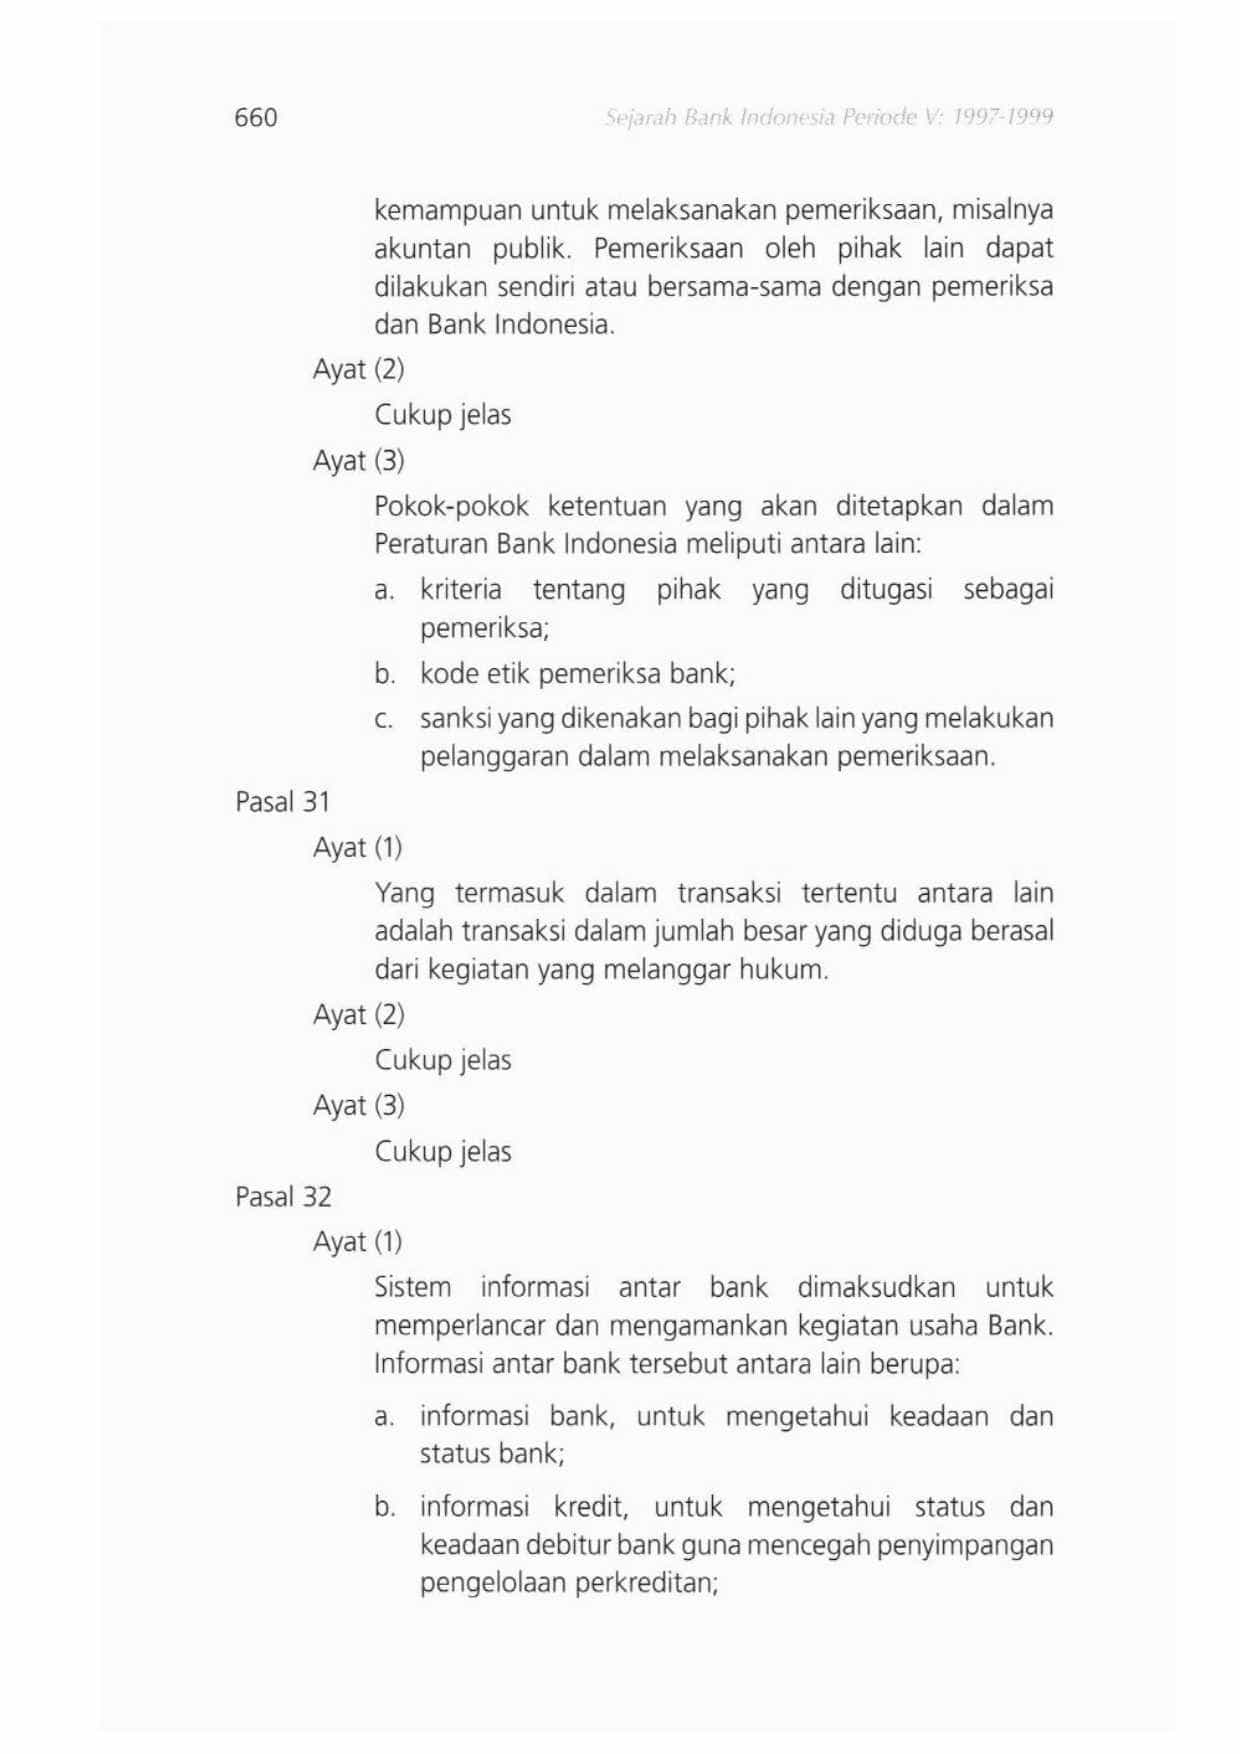 660
Sejarah Bank Indonesia Periode V: 1997-1999
kemampuan untuk melaksanakan pemeriksaan, misalnya
akuntan publik. Pemeriksaan oleh pihak lain dapat
dilakukan sendiri atau bersama-sama dengan pemeriksa
dan Bank Indonesia.
Ayat (2)
Cukup jelas
Ayat (3)
Pokok-pokok ketentuan yang akan ditetapkan dalam
Peraturan Bank Indonesia meliputi antara lain:
a. kriteria tentang pihak yang ditugasi sebagai
pemeriksa;
b. kode etik pemeriksa bank;
c. sanksi yang dikenakan bagi pihak lain yang melakukan
pelanggaran dalam melaksanakan pemeriksaan.
Pasal 31
Ayat (1)
Yang termasuk dalam transaksi tertentu antara lain
adalah transaksi dalam jumlah besar yang diduga berasal
dari kegiatan yang melanggar hukum.
Ayat (2)
Cukup jelas
Ayat (3)
Cukup jelas
Pasal 32
Ayat (1)
Sistem informasi antar bank dimaksudkan untuk
memperlancar dan mengamankan kegiatan usaha Bank.
Informasi antar bank tersebut antara lain berupa:
a. informasi bank, untuk mengetahui keadaan dan
status bank;
b. informasi kredit, untuk mengetahui status dan
keadaan debitur bank guna mencegah penyimpangan
pengelolaan perkreditan;